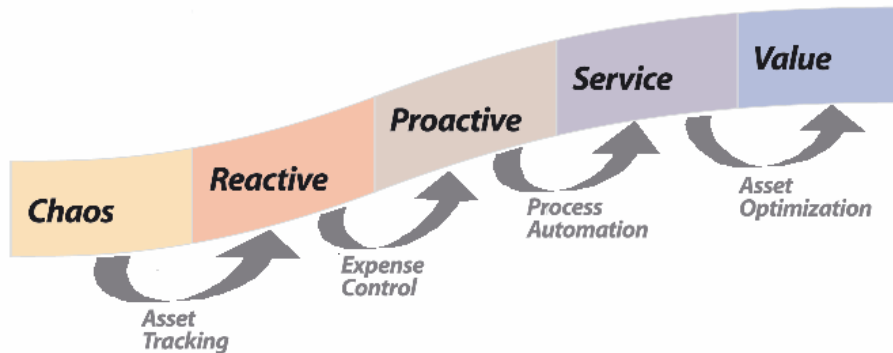 Chaos
Reactive
Proactive
Service
Value
Asset
Tracking
Expense
Control
Process
Automation
Asset
Optimization